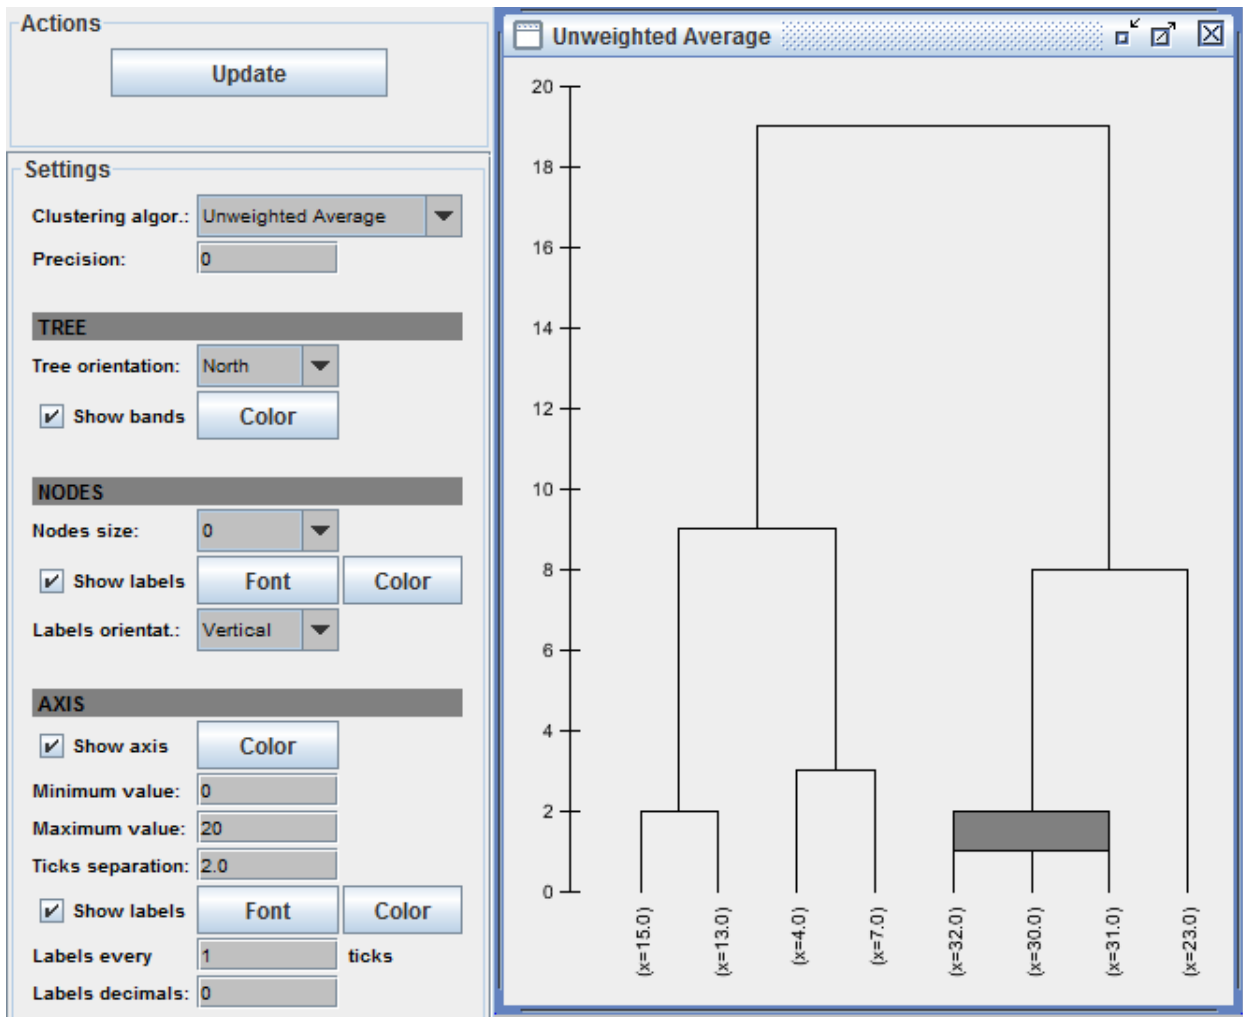 Actions
Update
Settings
Clustering algor.: Unweighted Average
Precision: 0
TREE
Tree orientation: North
Show bands Color
NODES
Nodes size: 0
Show labels Font Color
Labels orientat.: Vertical
AXIS
Show axis Color
Minimum value: 0
Maximum value: 20
Ticks separation: 2.0
Show labels Font Color
Labels every 1 ticks
Labels decimals: 0
Unweighted Average
20
18
16
14
12
10
8
6
4
2
0
(x=15.0)
(x=13.0)
(x=4.0)
(x=7.0)
(x=32.0)
(x=30.0)
(x=31.0)
(x=23.0)